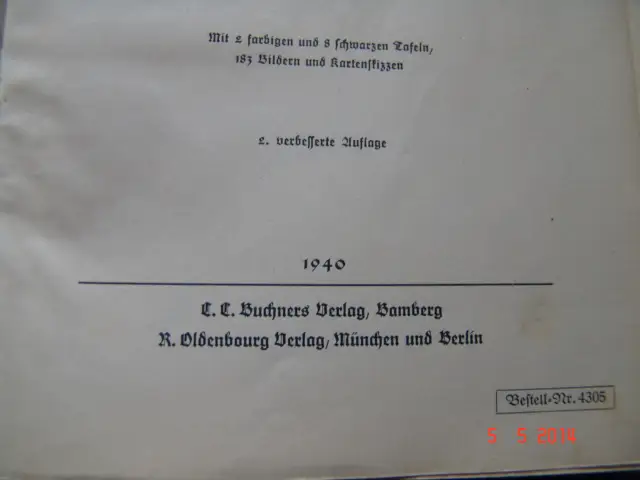 Mit 2 farbigen und 8 schwarzen Tafeln,
183 Bildern und Kartenskizzen
2. verbesserte Auflage
1940
C. C. Buchners Verlag, Bamberg
R. Oldenbourg Verlag, München und Berlin
Bestell-Nr. 4305
5 5 2014